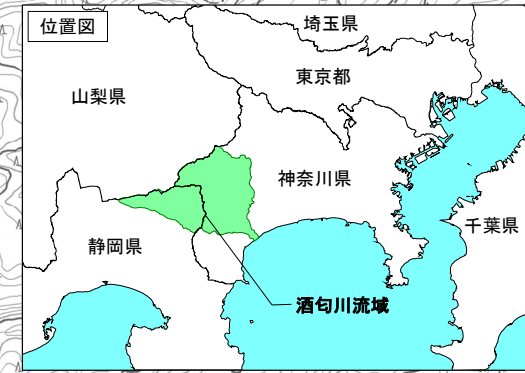 位置図
埼玉県
東京都
山梨県
神奈川県
千葉県
静岡県
酒匂川流域